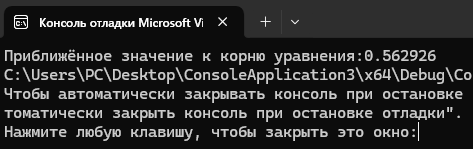 Консоль отладки Microsoft Vi
Приближённое значение к корню уравнения:0.562926
C:\Users\PC\Desktop\ConsoleApplication3\x64\Debug\Co
Чтобы автоматически закрывать консоль при остановке
томатически закрыть консоль при остановке отладки".
Нажмите любую клавишу, чтобы закрыть это окно: